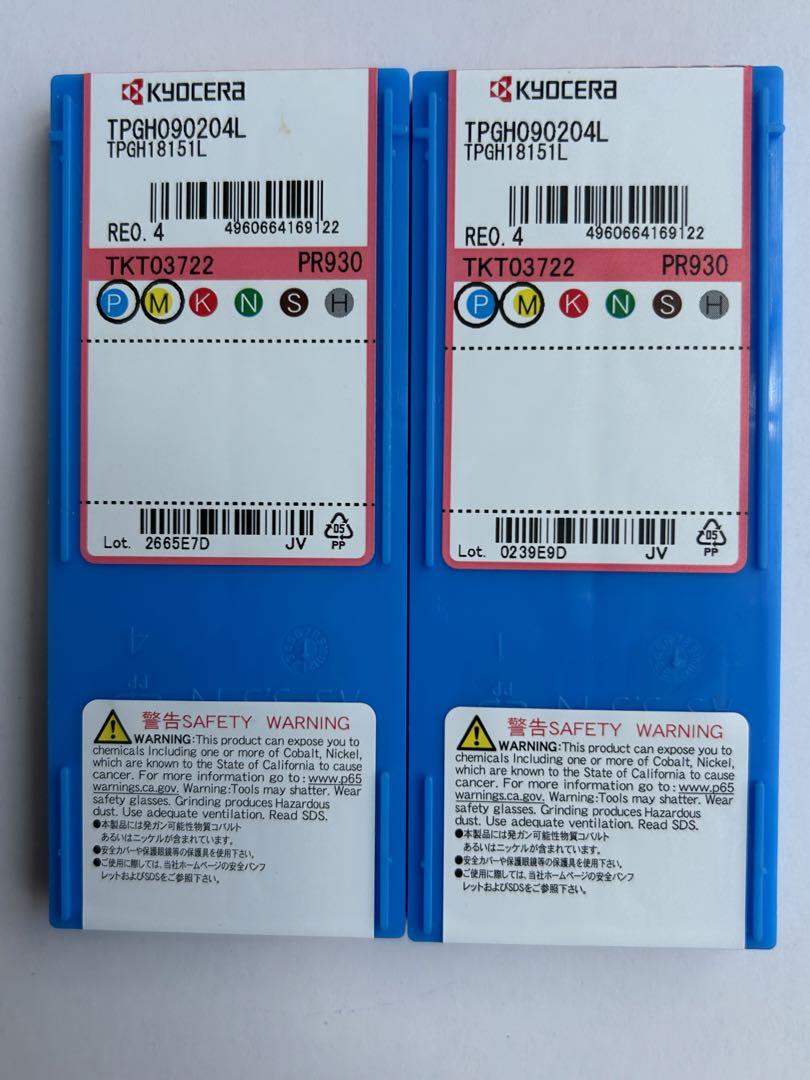 KYOCERA
TPGH090204L
TPGH18151L
RE0.4
4960664169122
TKT03722 PR930
P M K N S H
Lot. 2665E7D JV
05
PP
警告SAFETY WARNING
WARNING:This product can expose you to
chemicals Including one or more of Cobalt, Nickel,
which are known to the State of California to cause
cancer. For more information go to : www.p65
warnings.ca.gov. Warning:Tools may shatter. Wear
safety glasses. Grinding produces Hazardous
dust. Use adequate ventilation. Read SDS.
●本製品には発ガン可能性物質コバルト
あるいはニッケルが含まれています。
●安全カバーや保護眼鏡等の保護具を使用下さい。
●ご使用に際しては、当社ホームページの安全パンフ
レットおよびSDSをご参照下さい。
KYOCERA
TPGH090204L
TPGH18151L
RE0.4
4960664169122
TKT03722 PR930
P M K N S H
Lot. 0239E9D JV
05
PP
警告SAFETY WARNING
WARNING:This product can expose you to
chemicals Including one or more of Cobalt, Nickel,
which are known to the State of California to cause
cancer. For more information go to : www.p65
warnings.ca.gov. Warning:Tools may shatter. Wear
safety glasses. Grinding produces Hazardous
dust. Use adequate ventilation. Read SDS.
●本製品には発ガン可能性物質コバルト
あるいはニッケルが含まれています。
●安全カバーや保護眼鏡等の保護具を使用下さい。
●ご使用に際しては、当社ホームページの安全パンフ
レットおよびSDSをご参照下さい。